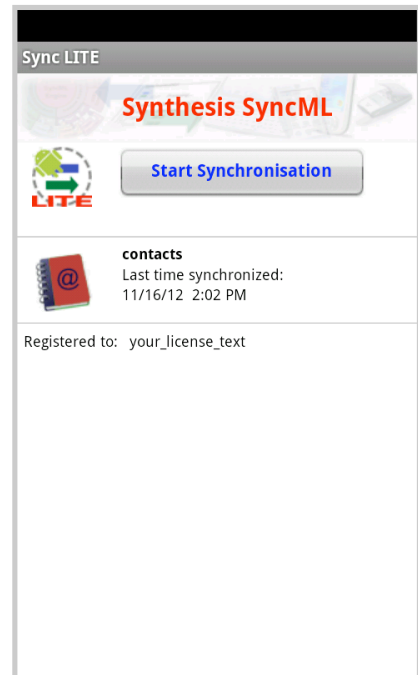 Sync LITE
Synthesis SyncML
Start Synchronisation
LITE
contacts
@
Last time synchronized:
11/16/12 2:02 PM
Registered to: your_license_text